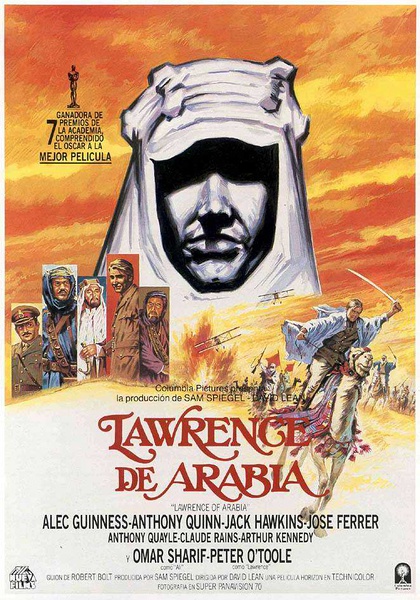 GANADORA DE
7 PREMIOS DE
LA ACADEMIA,
COMPRENDIDO
EL OSCAR A LA
MEJOR PELICULA
Columbia Pictures presenta
la producción de SAM SPIEGEL - DAVID LEAN
LAWRENCE
DE ARABIA
"LAWRENCE OF ARABIA"
ALEC GUINNESS-ANTHONY QUINN-JACK HAWKINS-JOSE FERRER
ANTHONY QUAYLE-CLAUDE RAINS-ARTHUR KENNEDY
y OMAR SHARIF-PETER O'TOOLE
como "Ali" como "Lawrence"
GUION DE ROBERT BOLT PRODUCIDA POR SAM SPIEGEL DIRIGIDA POR DAVID LEAN UNA PELICULA HORIZON EN TECHNICOLOR
FOTOGRAFIA EN SUPER PANAVISION 70
NUEVO
FILMS
Columbia